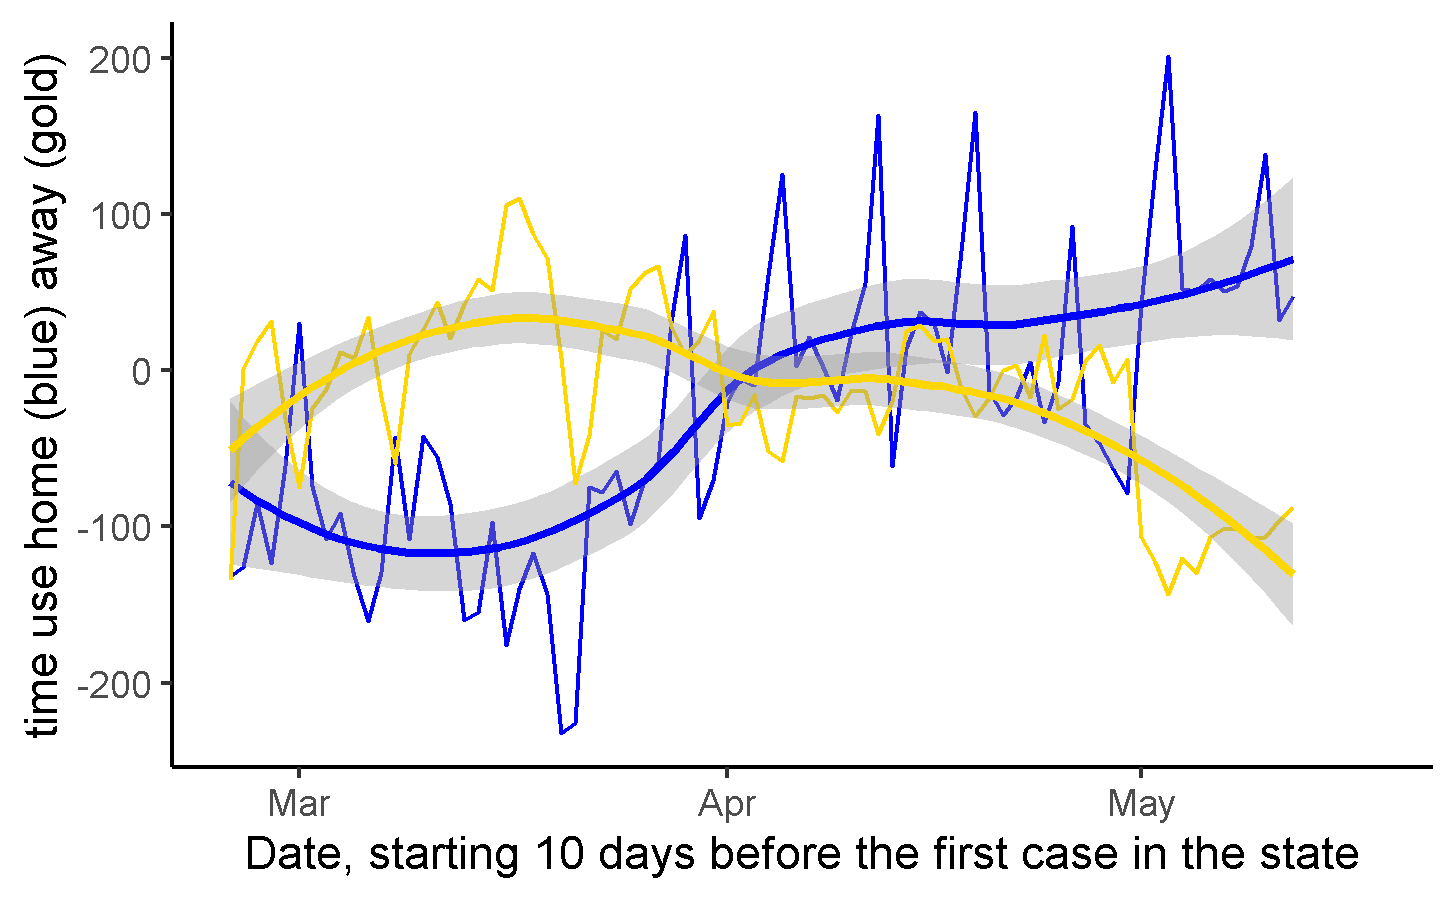 time use home (blue) away (gold)
200
100
0
-100
-200
Mar
Apr
May
Date, starting 10 days before the first case in the state